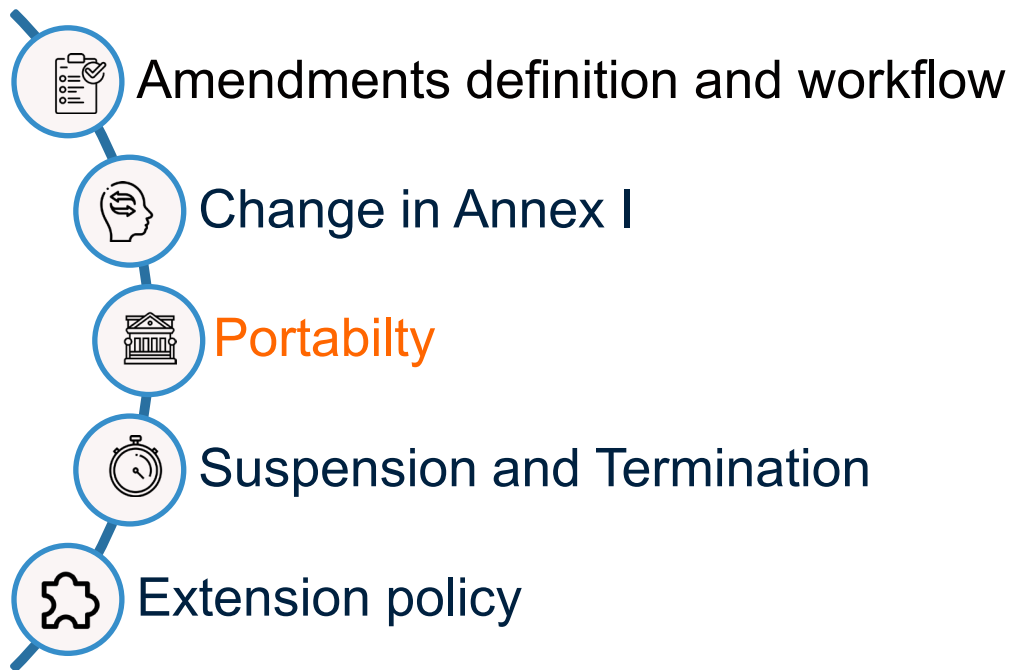 Amendments definition and workflow
Change in Annex I
Portabilty
Suspension and Termination
Extension policy